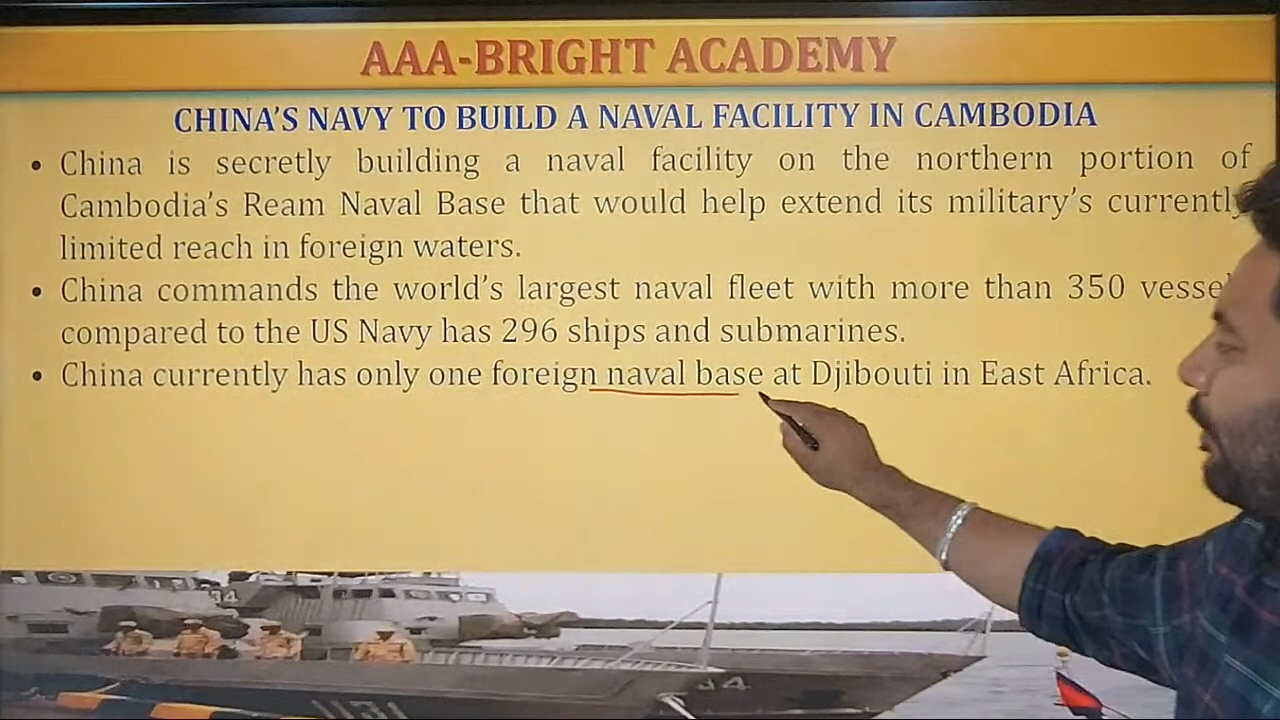 AAA-BRIGHT ACADEMY
CHINA'S NAVY TO BUILD A NAVAL FACILITY IN CAMBODIA
• China is secretly building a naval facility on the northern portion of
Cambodia's Ream Naval Base that would help extend its military's currently
limited reach in foreign waters.
• China commands the world's largest naval fleet with more than 350
compared to the US Navy has 296 ships and submarines.
• China currently has only one foreign naval base at Djibouti in East Africa.
34
1131